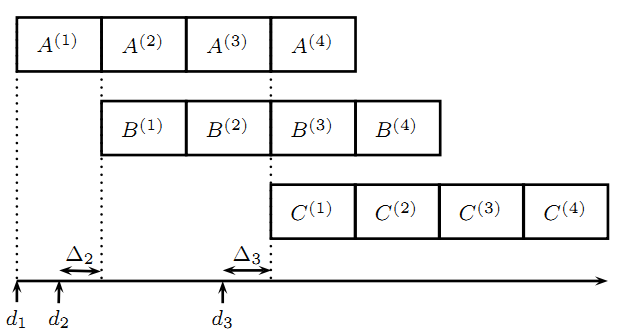 A^(1) A^(2) A^(3) A^(4)
B^(1) B^(2) B^(3) B^(4)
C^(1) C^(2) C^(3) C^(4)
Δ_2 Δ_3
d_1 d_2 d_3